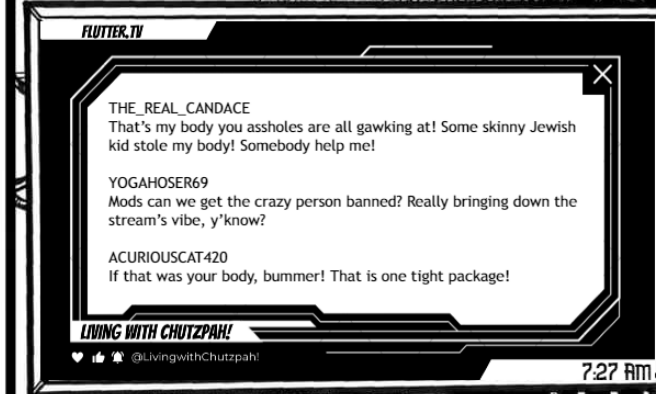 FLUTTER.TV
THE_REAL_CANDACE
That's my body you assholes are all gawking at! Some skinny Jewish
kid stole my body! Somebody help me!
YOGAHOSER69
Mods can we get the crazy person banned? Really bringing down the
stream's vibe, y'know?
ACURIOUSCAT420
If that was your body, bummer! That is one tight package!
LIVING WITH CHUTZPAH!
@LivingwithChutzpah!
7:27 AM